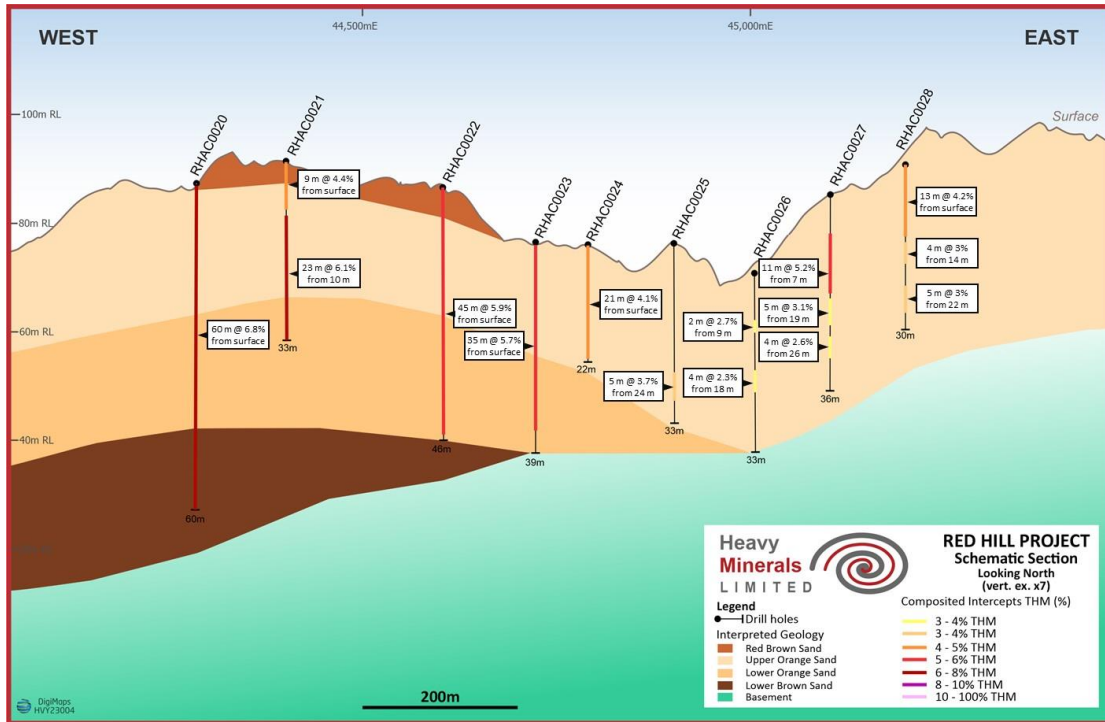 44,500mE
45,000mE
WEST
EAST
100m RL
80m RL
60m RL
40m RL
Surface
RHAC0020
RHAC0021
RHAC0022
RHAC0023
RHAC0024
RHAC0025
RHAC0026
RHAC0027
RHAC0028
60 m @ 6.8%
from surface
60m
9 m @ 4.4%
from surface
23 m @ 6.1%
from 10 m
33m
45 m @ 5.9%
from surface
46m
35 m @ 5.7%
from surface
39m
21 m @ 4.1%
from surface
22m
5 m @ 3.7%
from 24 m
33m
2 m @ 2.7%
from 9 m
4 m @ 2.3%
from 18 m
33m
11 m @ 5.2%
from 7 m
5 m @ 3.1%
from 19 m
4 m @ 2.6%
from 26 m
36m
13 m @ 4.2%
from surface
4 m @ 3%
from 14 m
5 m @ 3%
from 22 m
30m
Heavy
Minerals
LIMITED
RED HILL PROJECT
Schematic Section
Looking North
(vert. ex. x7)
Legend
Drill holes
Interpreted Geology
Red Brown Sand
Upper Orange Sand
Lower Orange Sand
Lower Brown Sand
Basement
Composited Intercepts THM (%)
3 - 4% THM
3 - 4% THM
4 - 5% THM
5 - 6% THM
6 - 8% THM
8 - 10% THM
10 - 100% THM
200m
DigiMaps
HVY23004